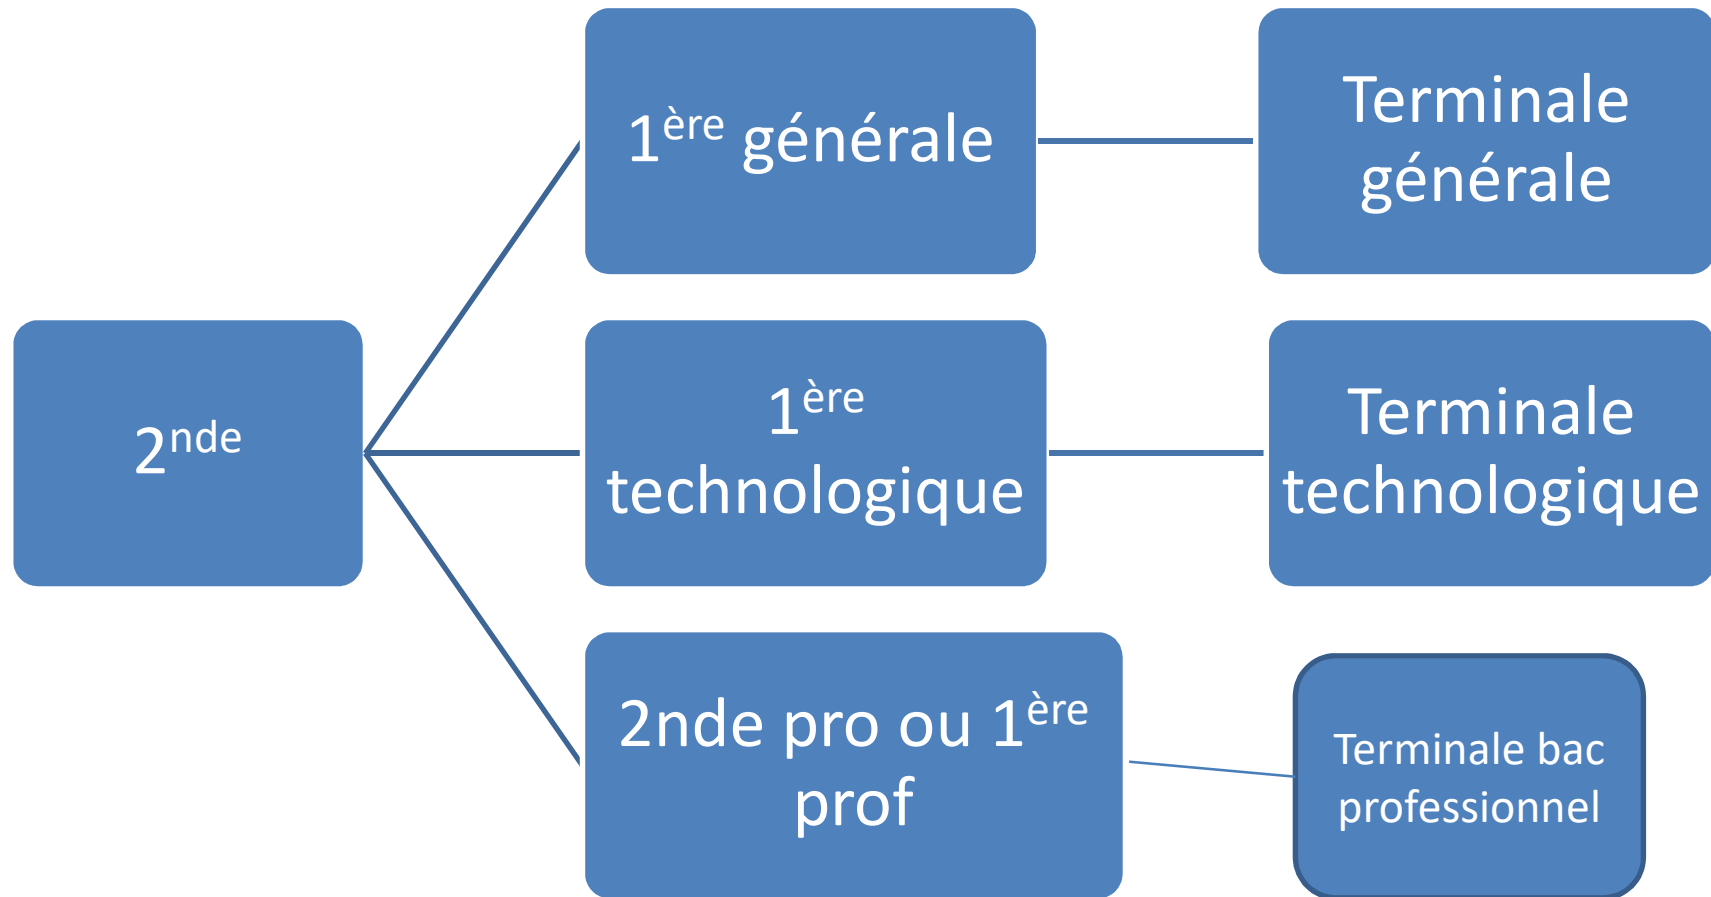 1ère générale
Terminale
générale
2nde
1ère
technologique
Terminale
technologique
2nde pro ou 1ère
prof
Terminale bac
professionnel